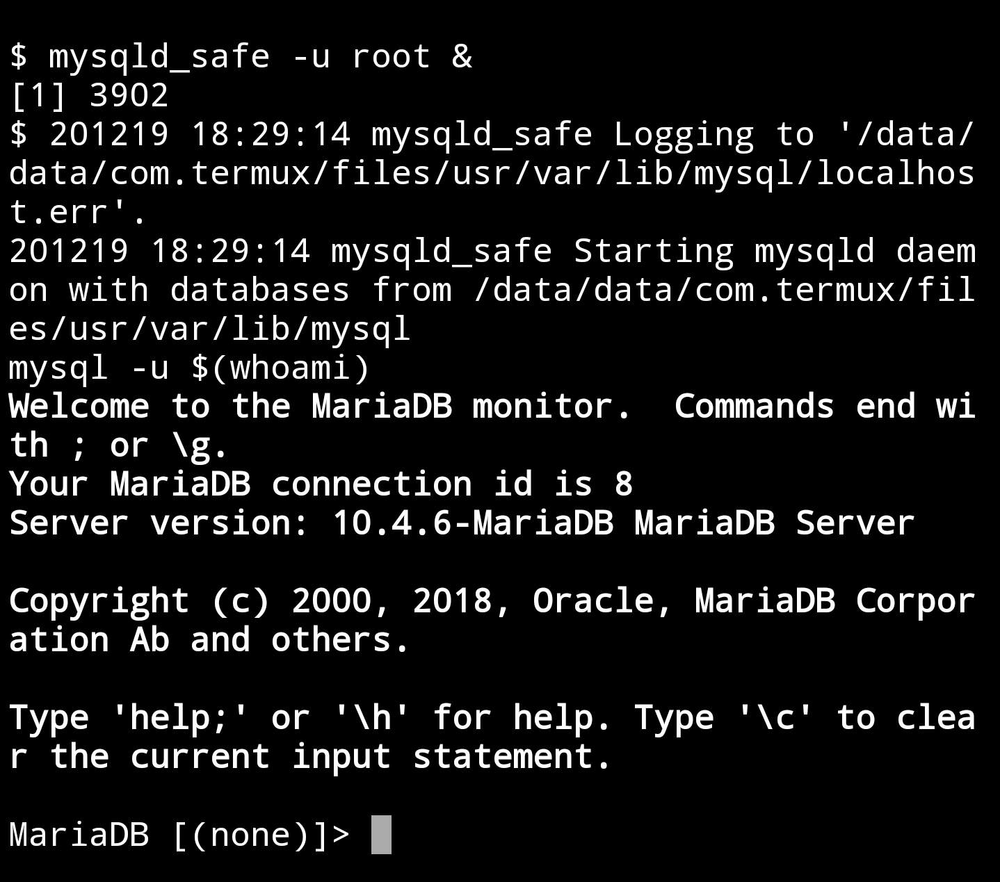 $ mysqld_safe -u root &
[1] 3902
$ 201219 18:29:14 mysqld_safe Logging to '/data/
data/com.termux/files/usr/var/lib/mysql/localhos
t.err'.
201219 18:29:14 mysqld_safe Starting mysqld daem
on with databases from /data/data/com.termux/fil
es/usr/var/lib/mysql
mysql -u $(whoami)
Welcome to the MariaDB monitor.  Commands end wi
th ; or \g.
Your MariaDB connection id is 8
Server version: 10.4.6-MariaDB MariaDB Server
Copyright (c) 2000, 2018, Oracle, MariaDB Corpor
ation Ab and others.
Type 'help;' or '\h' for help. Type '\c' to clea
r the current input statement.
MariaDB [(none)]>